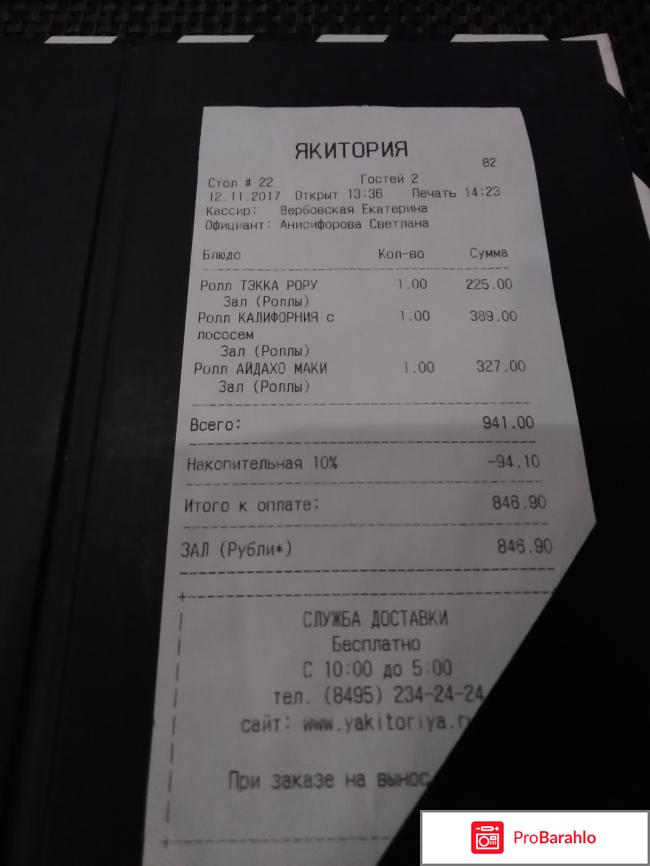 ЯКИТОРИЯ
82
Стол # 22 Гостей 2
12.11.2017 Открыт 13:36 Печать 14:23
Кассир: Вербовская Екатерина
Официант: Анисифорова Светлана
Блюдо Кол-во Сумма
Ролл ТЭККА РОРУ 1.00 225.00
Зал (Роллы)
Ролл КАЛИФОРНИЯ с 1.00 389.00
лососем
Зал (Роллы)
Ролл АЙДАХО МАКИ 1.00 327.00
Зал (Роллы)
Всего: 941.00
Накопительная 10% -94.10
Итого к оплате: 846.90
ЗАЛ (Рубли*) 846.90
СЛУЖБА ДОСТАВКИ
Бесплатно
С 10:00 до 5:00
тел. (8495) 234-24-24
сайт: www.yakitoriya.ru
При заказе на вынос
ProBarahlo